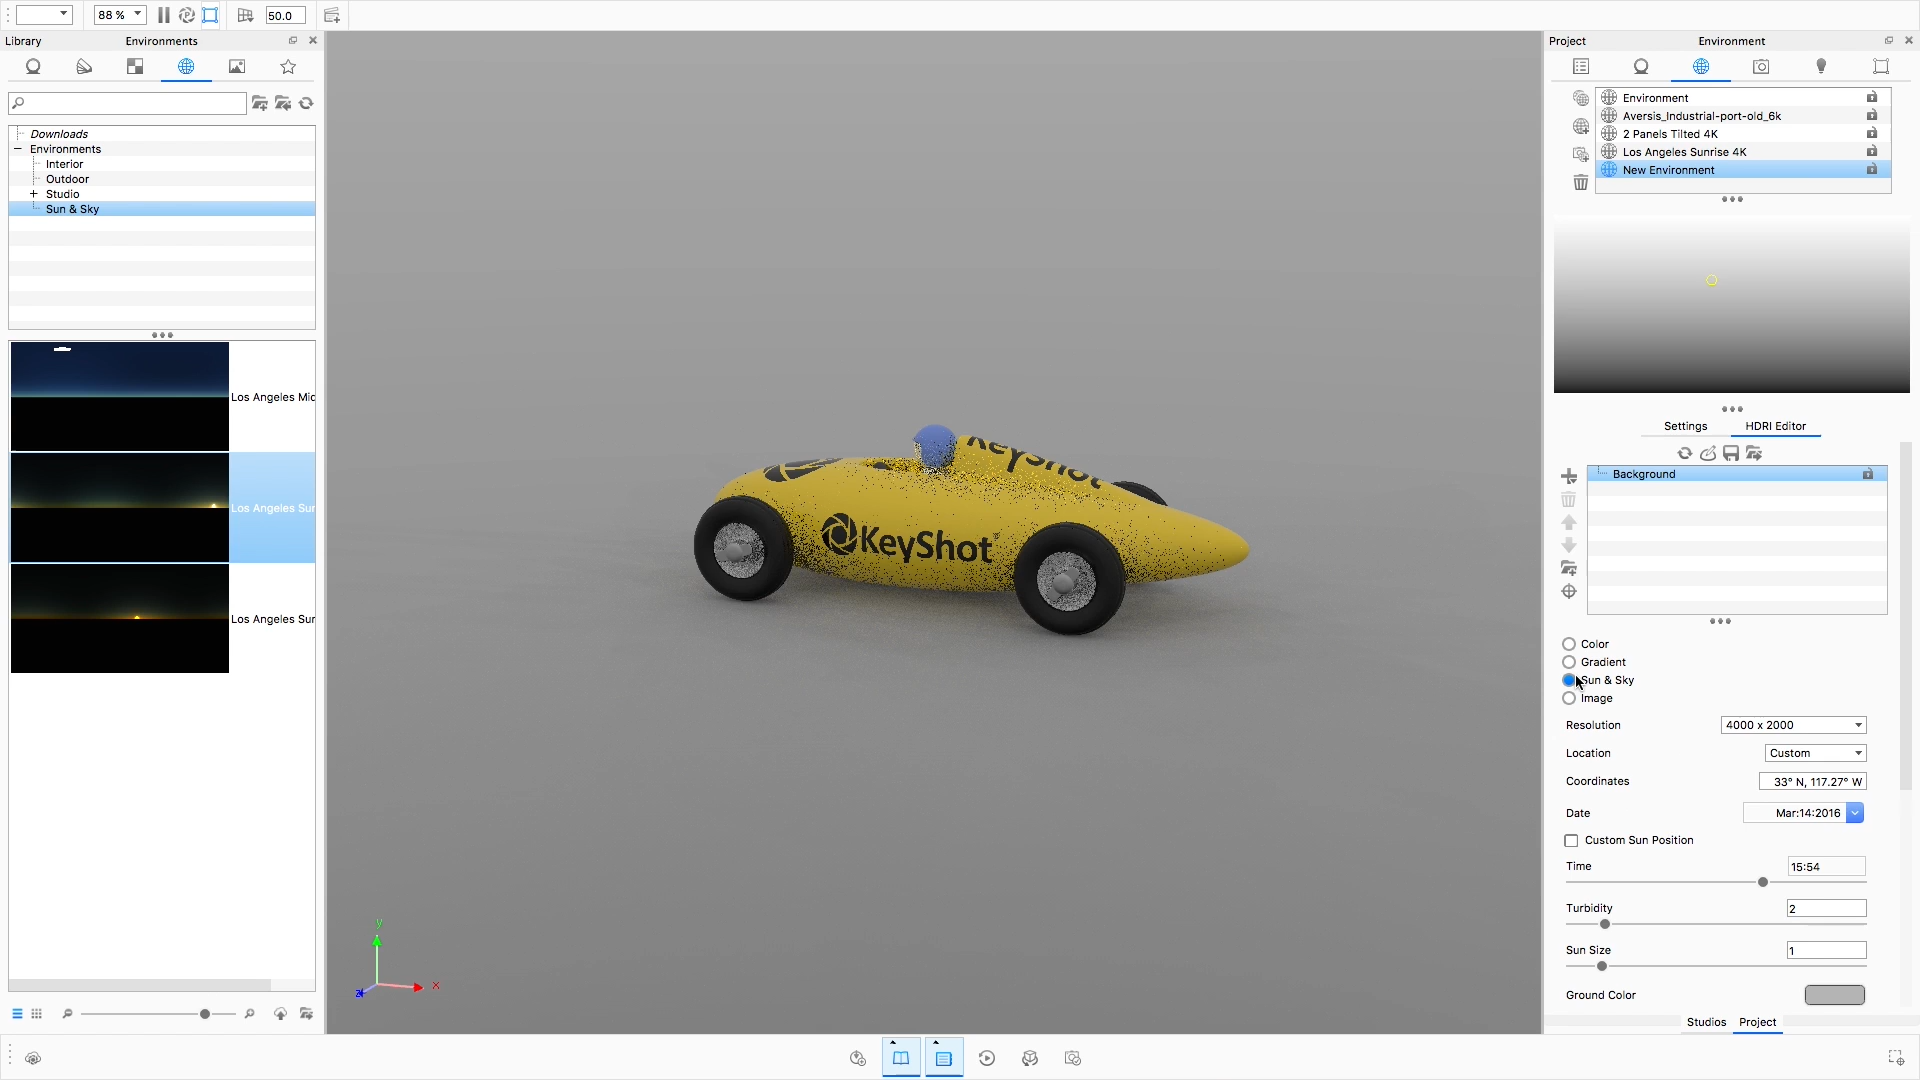 88 %
50.0
Library
Environments
Downloads
Environments
Interior
Outdoor
Studio
Sun & Sky
Los Angeles Mid
Los Angeles Sur
Los Angeles Sur
KeyShot
KeyShot
y
x
z
Project
Environment
Environment
Aversis_Industrial-port-old_6k
2 Panels Tilted 4K
Los Angeles Sunrise 4K
New Environment
Settings
HDRI Editor
Background
Color
Gradient
Sun & Sky
Image
Resolution
4000 x 2000
Location
Custom
Coordinates
33° N, 117.27° W
Date
Mar:14:2016
Custom Sun Position
Time
15:54
Turbidity
2
Sun Size
1
Ground Color
Studios
Project